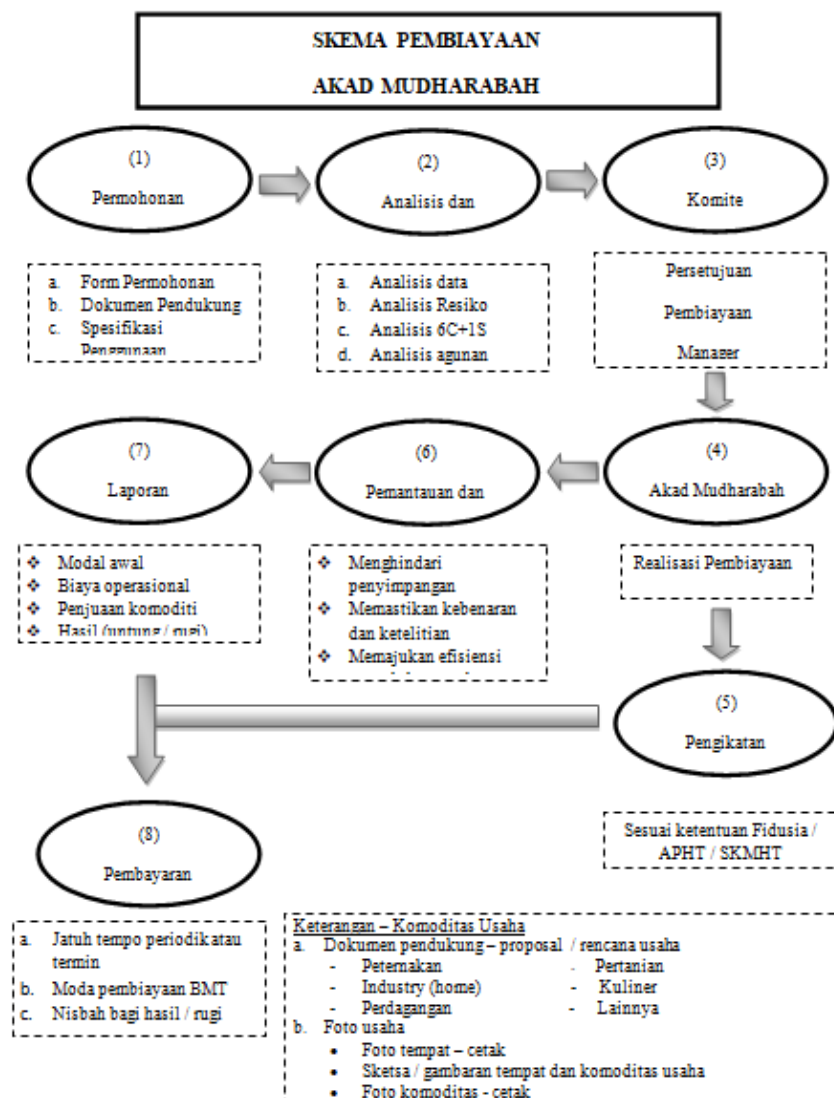 SKEMA PEMBIAYAAN
AKAD MUDHARABAH
(1)
Permohonan
(2)
Analisis dan
(3)
Komite
a. Form Permohonan
b. Dokumen Pendukung
c. Spesifikasi
Penggunaan
a. Analisis data
b. Analisis Resiko
c. Analisis 6C+1S
d. Analisis agunan
Persetujuan
Pembiayaan
Manager
(7)
Laporan
(6)
Pemantauan dan
(4)
Akad Mudharabah
❖ Modal awal
❖ Biaya operasional
❖ Penjuaan komoditi
❖ Hasil (untung / rugi)
❖ Menghindari
penyimpangan
❖ Memastikan kebenaran
dan ketelitian
❖ Memajukan efisiensi
Realisasi Pembiayaan
(5)
Pengikatan
Sesuai ketentuan Fidusia /
APHT / SKMHT
(8)
Pembayaran
a. Jatuh tempo periodik atau
termin
b. Moda pembiayaan BMT
c. Nisbah bagi hasil / rugi
Keterangan – Komoditas Usaha
a. Dokumen pendukung – proposal / rencana usaha
- Peternakan - Pertanian
- Industry (home) - Kuliner
- Perdagangan - Lainnya
b. Foto usaha
• Foto tempat – cetak
• Sketsa / gambaran tempat dan komoditas usaha
• Foto komoditas - cetak